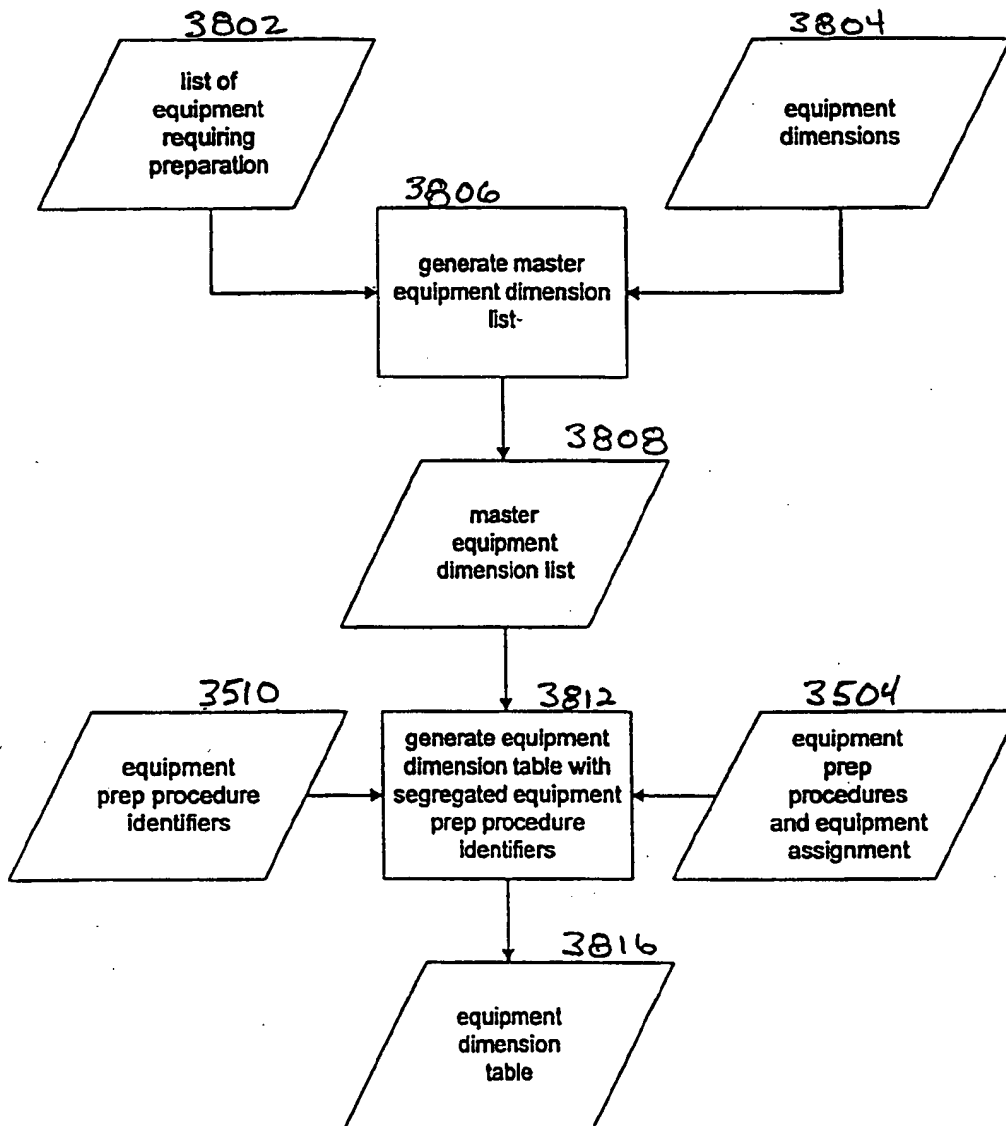 3802
list of
equipment
requiring
preparation
3804
equipment
dimensions
3806
generate master
equipment dimension
list-
3808
master
equipment
dimension list
3510
equipment
prep procedure
identifiers
3812
generate equipment
dimension table with
segregated equipment
prep procedure
identifiers
3504
equipment
prep
procedures
and equipment
assignment
3816
equipment
dimension
table